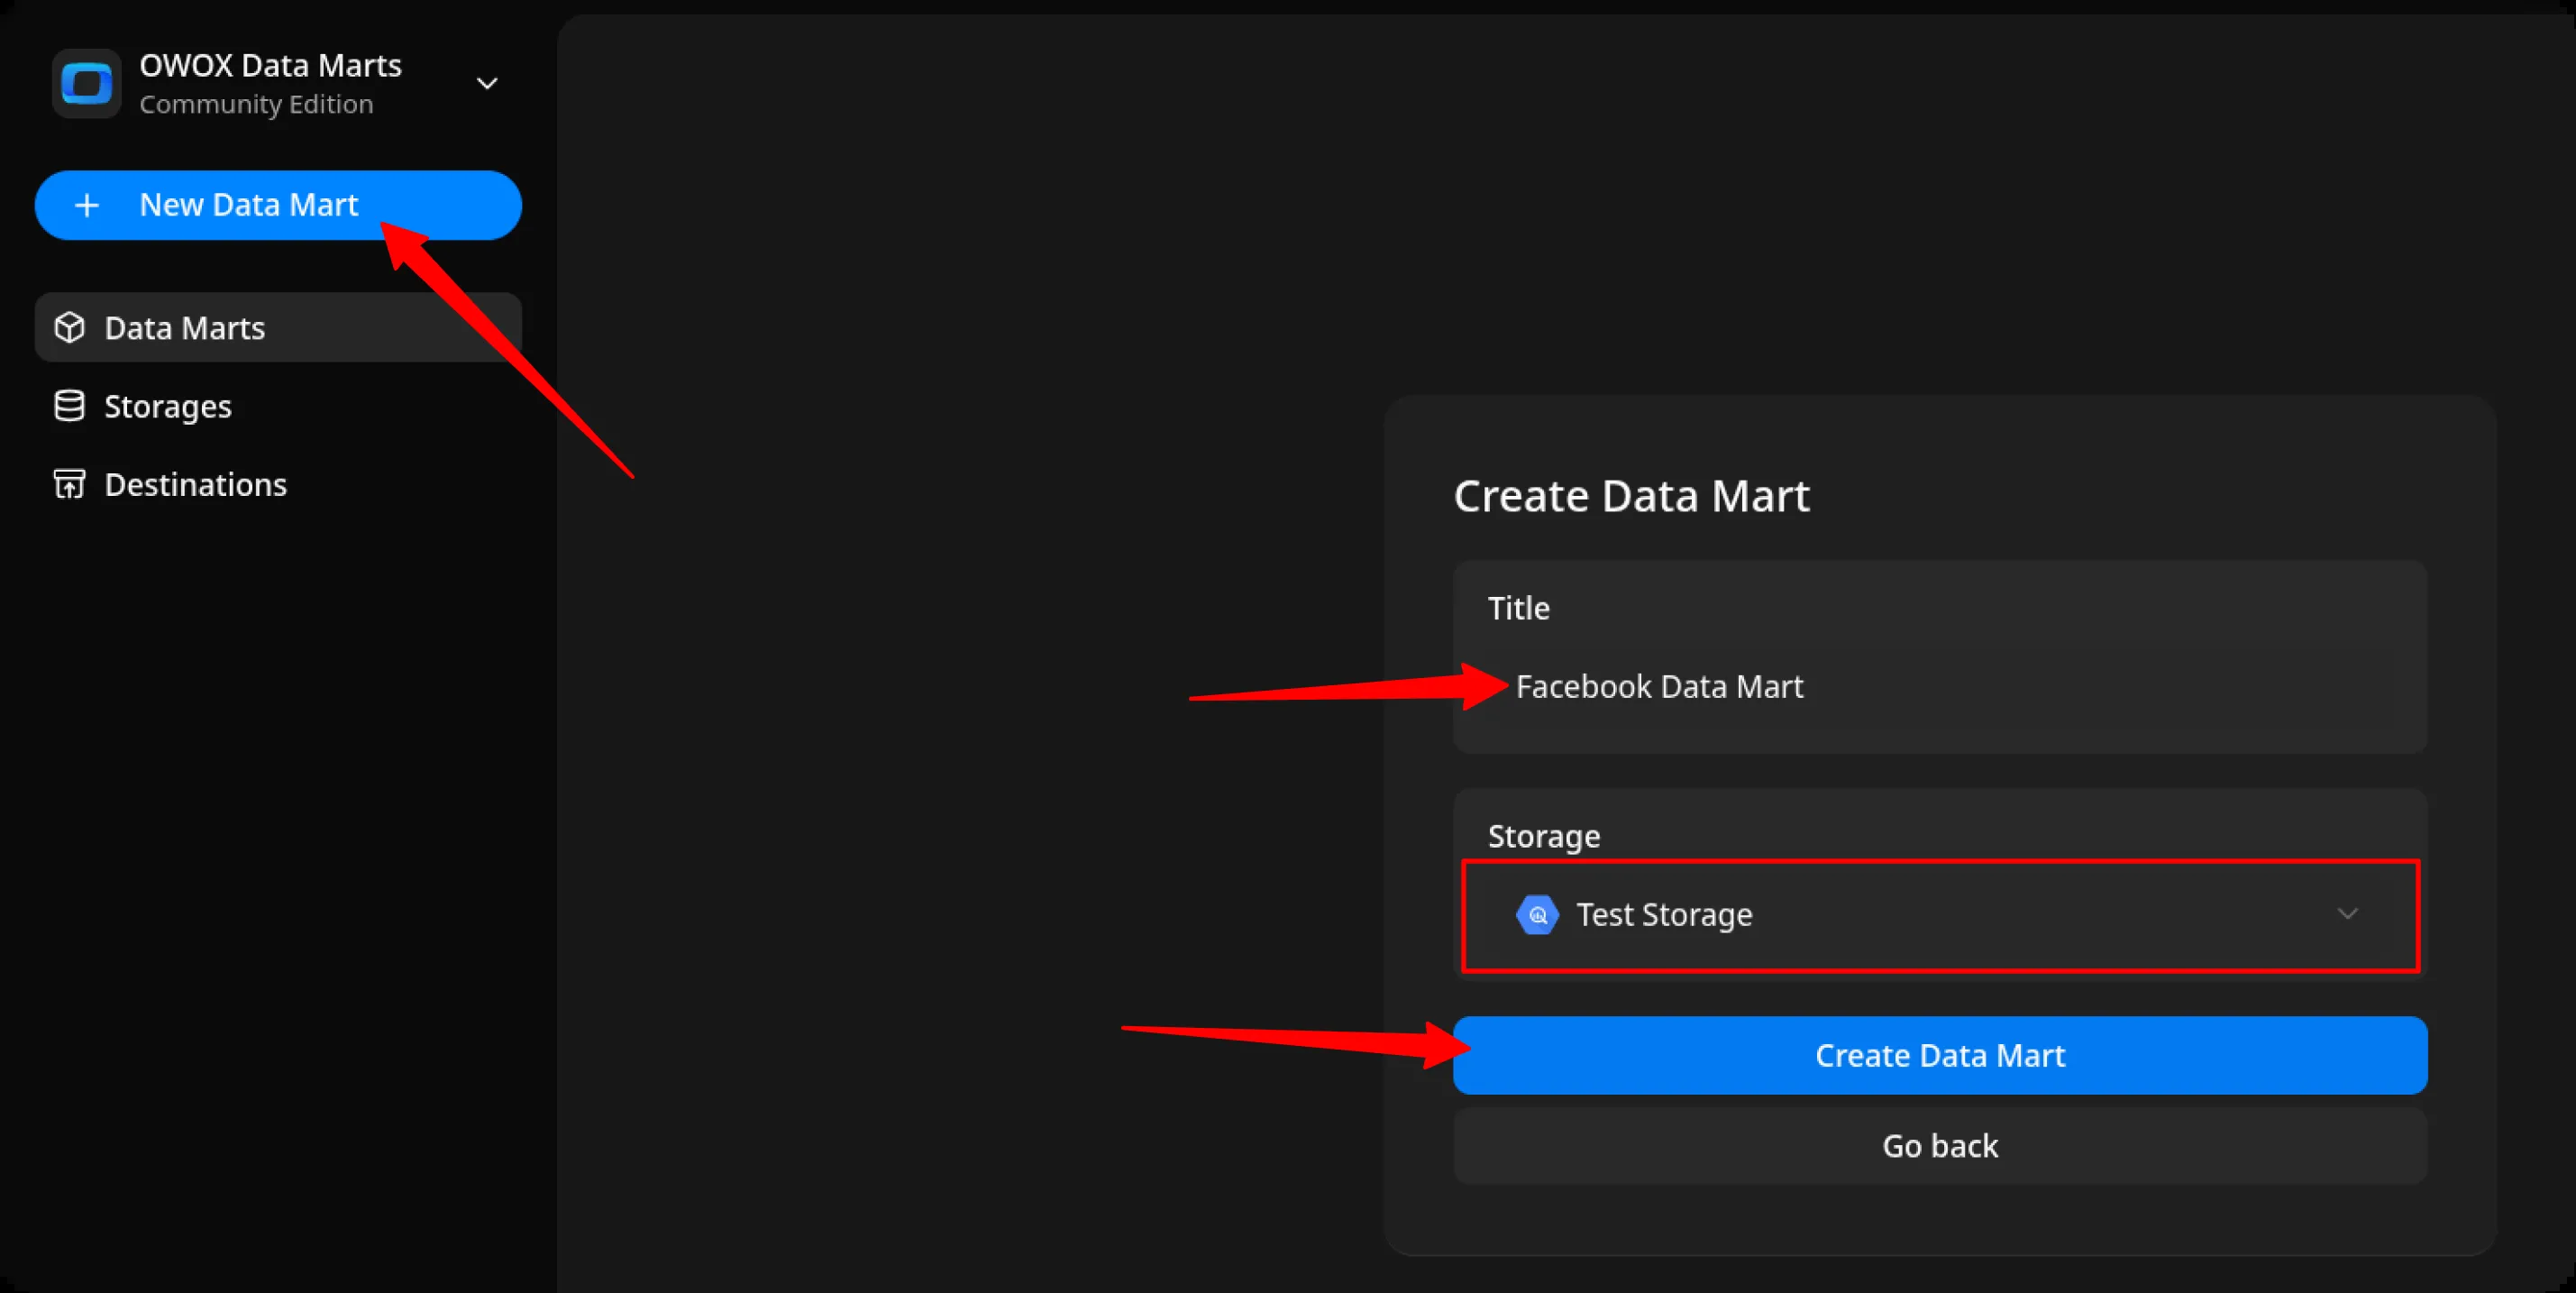 OWOX Data Marts
Community Edition
New Data Mart
Data Marts
Storages
Destinations
Create Data Mart
Title
Facebook Data Mart
Storage
Test Storage
Create Data Mart
Go back